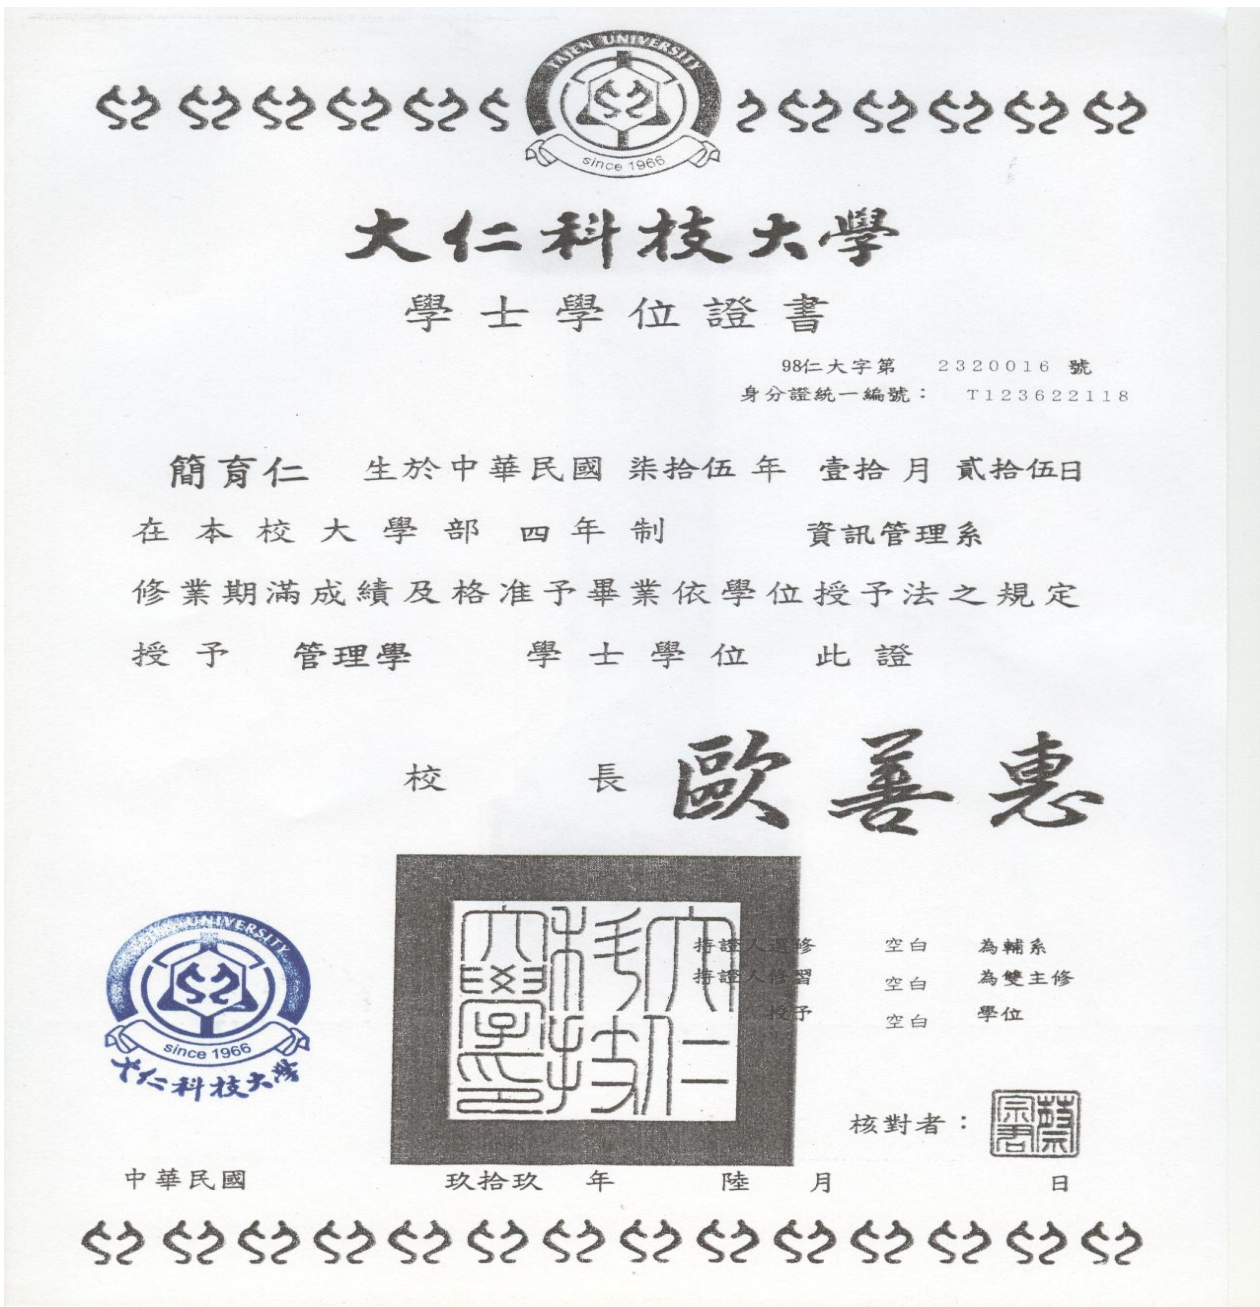 TAJEN UNIVERSITY
since 1966
大仁科技大學
學士學位證書
98仁大字第 2320016 號
身分證統一編號： T123622118
簡育仁 生於中華民國 柒拾伍 年 壹拾 月 貳拾伍日
在本校大學部 四年制 資訊管理系
修業期滿成績及格准予畢業依學位授予法之規定
授予 管理學 學士學位 此證
校 長 歐善惠
大仁科技大學印
持證人選修 空白 為輔系
持證人修習 空白 為雙主修
授予 空白 學位
UNIVERSITY
since 1966
大仁科技大學
核對者：
中華民國 玖拾玖 年 陸 月 日